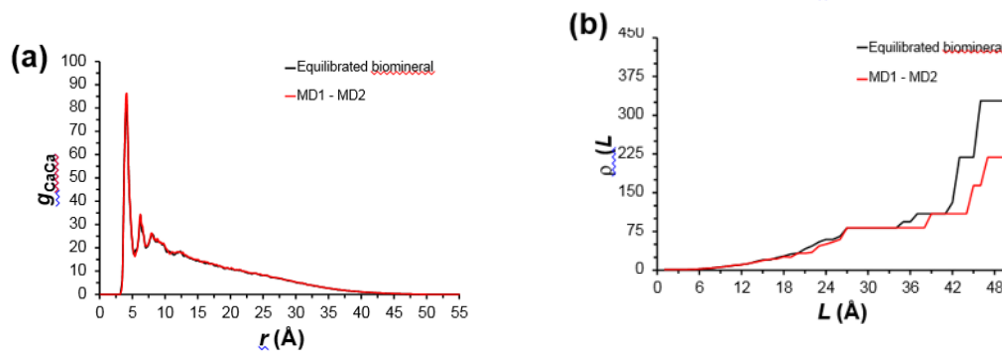 (a)
100
90
80
70
60
50
40
30
20
10
0
gCaCa
Equilibrated biomineral
MD1 - MD2
0 5 10 15 20 25 30 35 40 45 50 55
r (Å)
(b)
450
375
300
225
150
75
0
ρ (L
Equilibrated biominera
MD1 - MD2
0 6 12 18 24 30 36 42 48
L (Å)